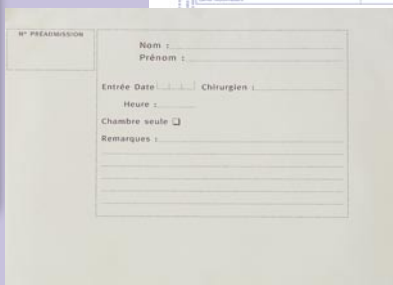 N° PRÉADMISSION
Nom :
Prénom :
Entrée Date Chirurgien :
Heure :
Chambre seule
Remarques :